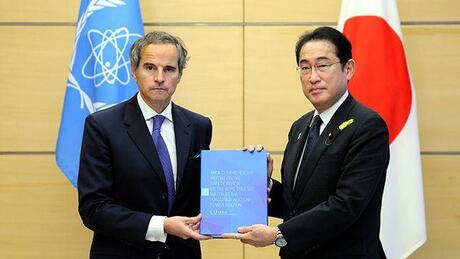 IAEA COMPREHENSIVE
REPORT ON THE
SAFETY REVIEW
OF THE ALPS-TREATED
WATER AT THE
FUKUSHIMA DAIICHI
NUCLEAR
POWER STATION